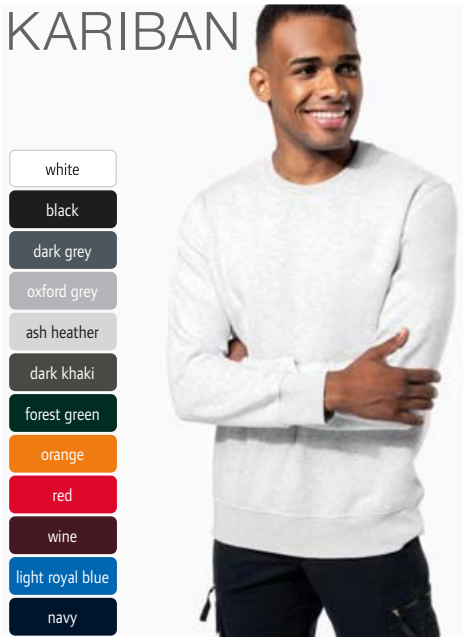 KARIBAN
white
black
dark grey
oxford grey
ash heather
dark khaki
forest green
orange
red
wine
light royal blue
navy